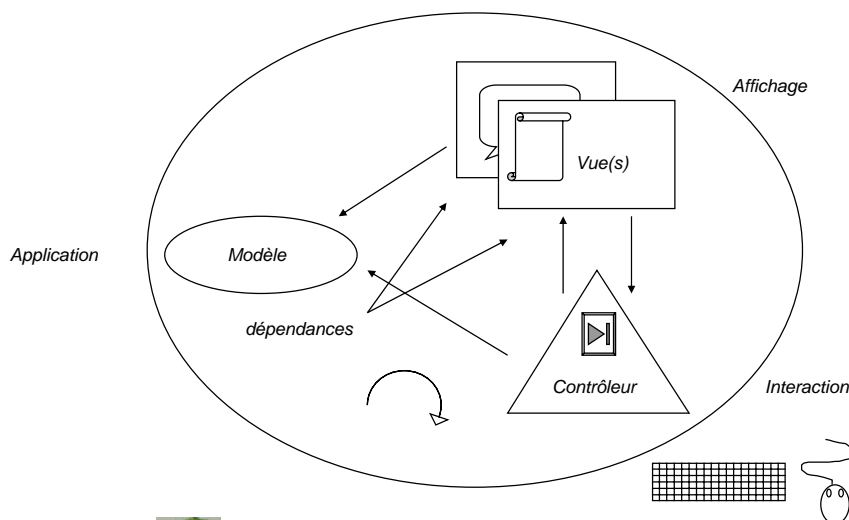 Affichage
Vue(s)
Application
Modèle
dépendances
Contrôleur
Interaction